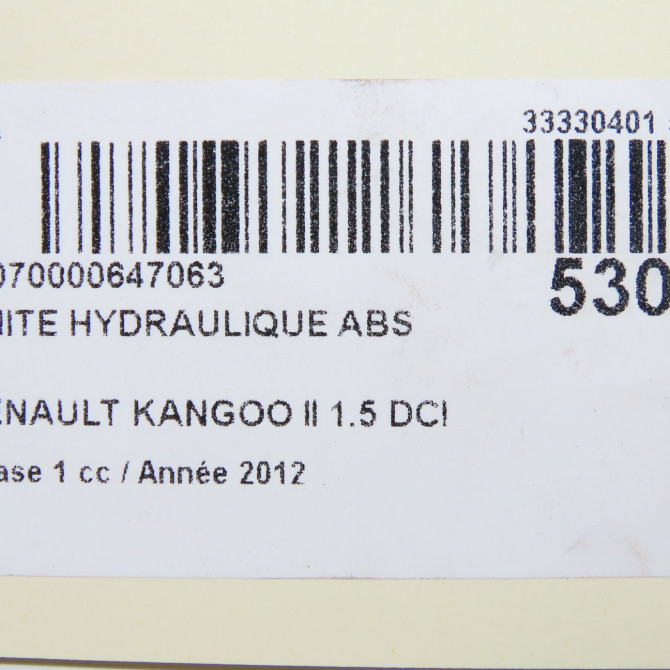 33330401
070000647063
530
NITE HYDRAULIQUE ABS
ENAULT KANGOO II 1.5 DCI
ase 1 cc / Année 2012